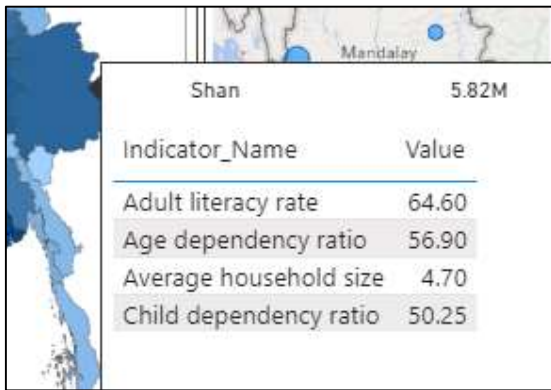 Mandalay
Shan 5.82M
Indicator_Name Value
Adult literacy rate 64.60
Age dependency ratio 56.90
Average household size 4.70
Child dependency ratio 50.25